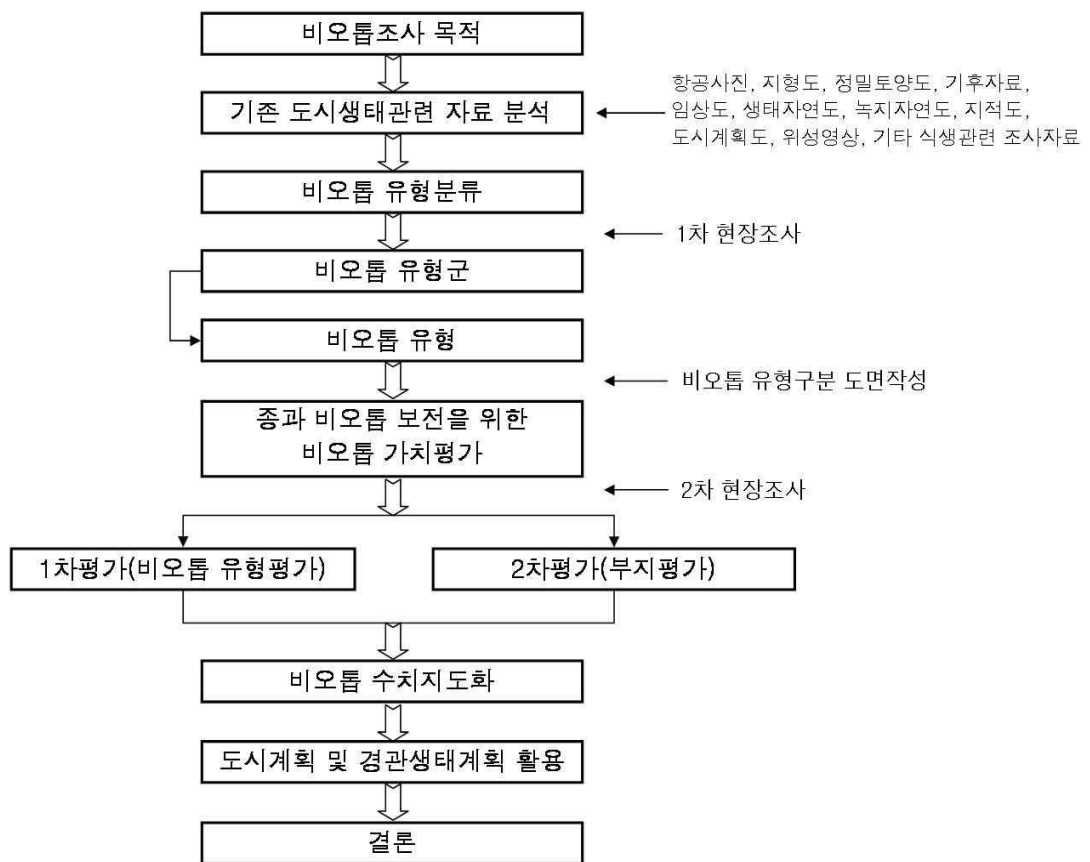 비오톱조사 목적
기존 도시생태관련 자료 분석
항공사진, 지형도, 정밀토양도, 기후자료,
임상도, 생태자연도, 녹지자연도, 지적도,
도시계획도, 위성영상, 기타 식생관련 조사자료
비오톱 유형분류
1차 현장조사
비오톱 유형군
비오톱 유형
비오톱 유형구분 도면작성
종과 비오톱 보전을 위한
비오톱 가치평가
2차 현장조사
1차평가(비오톱 유형평가)
2차평가(부지평가)
비오톱 수치지도화
도시계획 및 경관생태계획 활용
결론